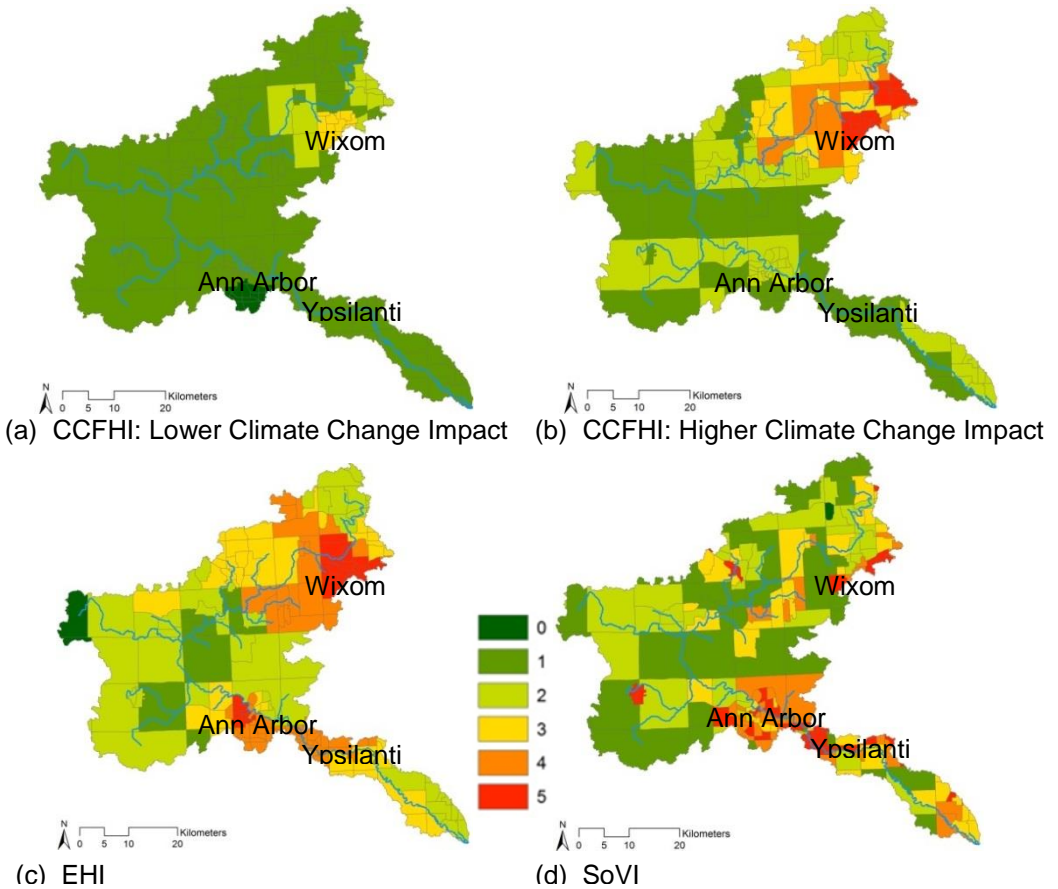 Wixom
Ann Arbor
Ypsilanti
N
0 5 10 20
Kilometers
(a) CCFHI: Lower Climate Change Impact
Wixom
Ann Arbor
Ypsilanti
N
0 5 10 20
Kilometers
(b) CCFHI: Higher Climate Change Impact
Wixom
Ann Arbor
Ypsilanti
N
0 5 10 20
Kilometers
(c) EHI
0
1
2
3
4
5
Wixom
Ann Arbor
Ypsilanti
N
0 5 10 20
Kilometers
(d) SoVI